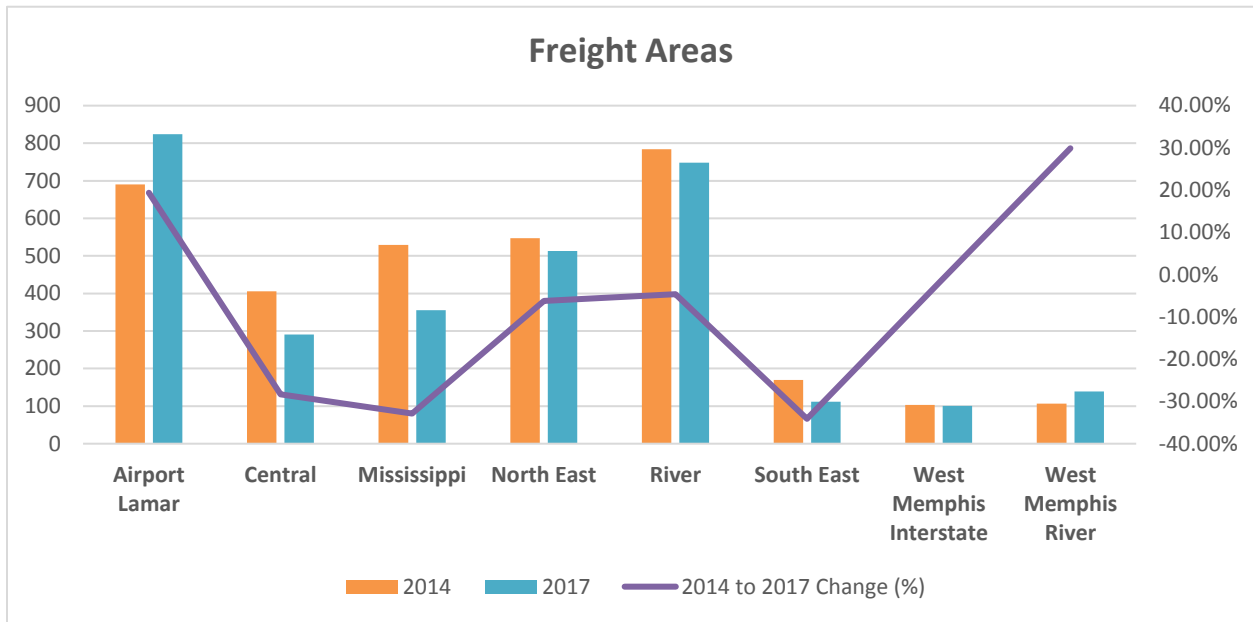 Freight Areas
900
800
700
600
500
400
300
200
100
0
40.00%
30.00%
20.00%
10.00%
0.00%
-10.00%
-20.00%
-30.00%
-40.00%
Airport
Lamar
Central
Mississippi
North East
River
South East
West
Memphis
Interstate
West
Memphis
River
2014
2017
2014 to 2017 Change (%)